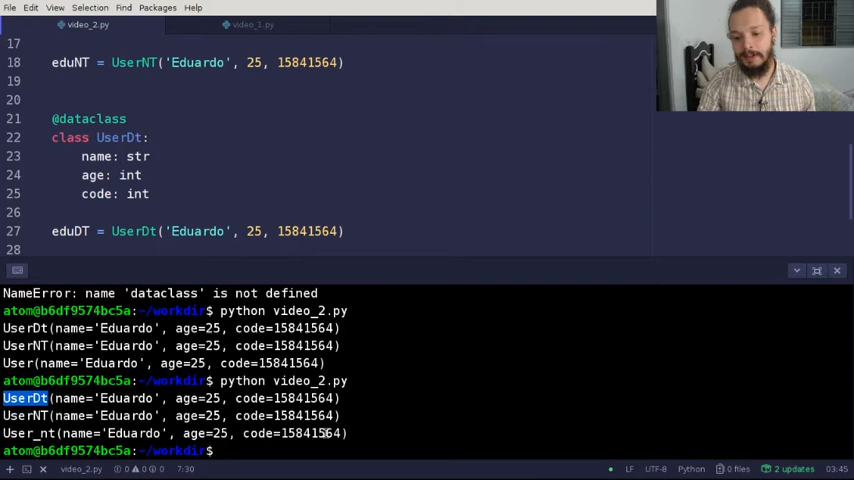 File Edit View Selection Find Packages Help
video_2.py video_1.py
17
18 eduNT = UserNT('Eduardo', 25, 15841564)
19
20
21 @dataclass
22 class UserDt:
23 name: str
24 age: int
25 code: int
26
27 eduDT = UserDt('Eduardo', 25, 15841564)
28
NameError: name 'dataclass' is not defined
atom@b6df9574bc5a:~/workdir$ python video_2.py
UserDt(name='Eduardo', age=25, code=15841564)
UserNT(name='Eduardo', age=25, code=15841564)
User(name='Eduardo', age=25, code=15841564)
atom@b6df9574bc5a:~/workdir$ python video_2.py
UserDt(name='Eduardo', age=25, code=15841564)
UserNT(name='Eduardo', age=25, code=15841564)
User_nt(name='Eduardo', age=25, code=15841564)
atom@b6df9574bc5a:~/workdir$
video_2.py 0 0 0 7:30 LF UTF-8 Python 0 files 2 updates 03:45